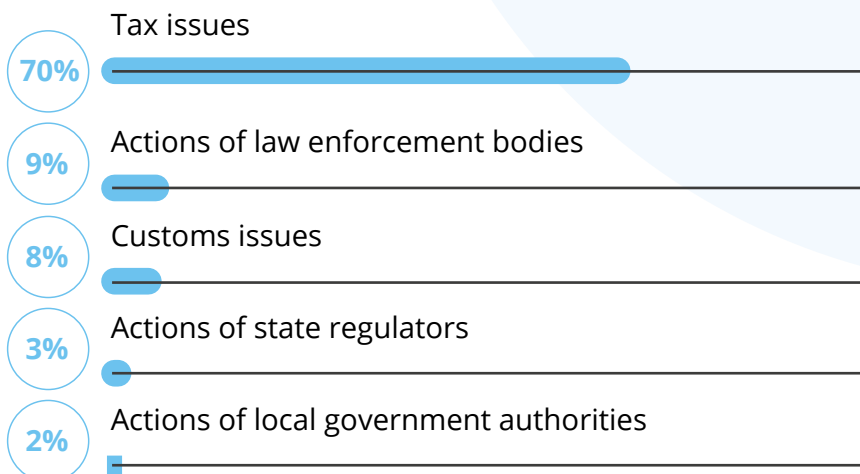 Tax issues
70%
Actions of law enforcement bodies
9%
Customs issues
8%
Actions of state regulators
3%
Actions of local government authorities
2%